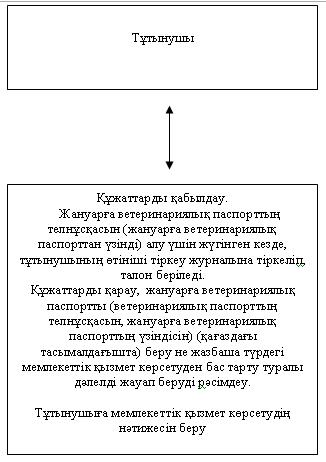 Тұтынушы
Құжаттарды қабылдау.
Жануарға ветеринариялық паспорттың
телнұсқасын (жануарға ветеринариялық
паспорттан үзінді) алу үшін жүгінген кезде,
тұтынушының өтініші тіркеу журналына тіркеліп,
талон беріледі.
Құжаттарды қарау, жануарға ветеринариялық
паспортты (ветеринариялық паспорттың
телнұсқасын, жануарға ветеринариялық
паспорттың үзіндісін) (қағаздағы
тасымалдағышта) беру не жазбаша түрдегі
мемлекеттік қызмет көрсетуден бас тарту туралы
дәлелді жауап беруді рәсімдеу.
Тұтынушыға мемлекеттік қызмет көрсетудің
нәтижесін беру